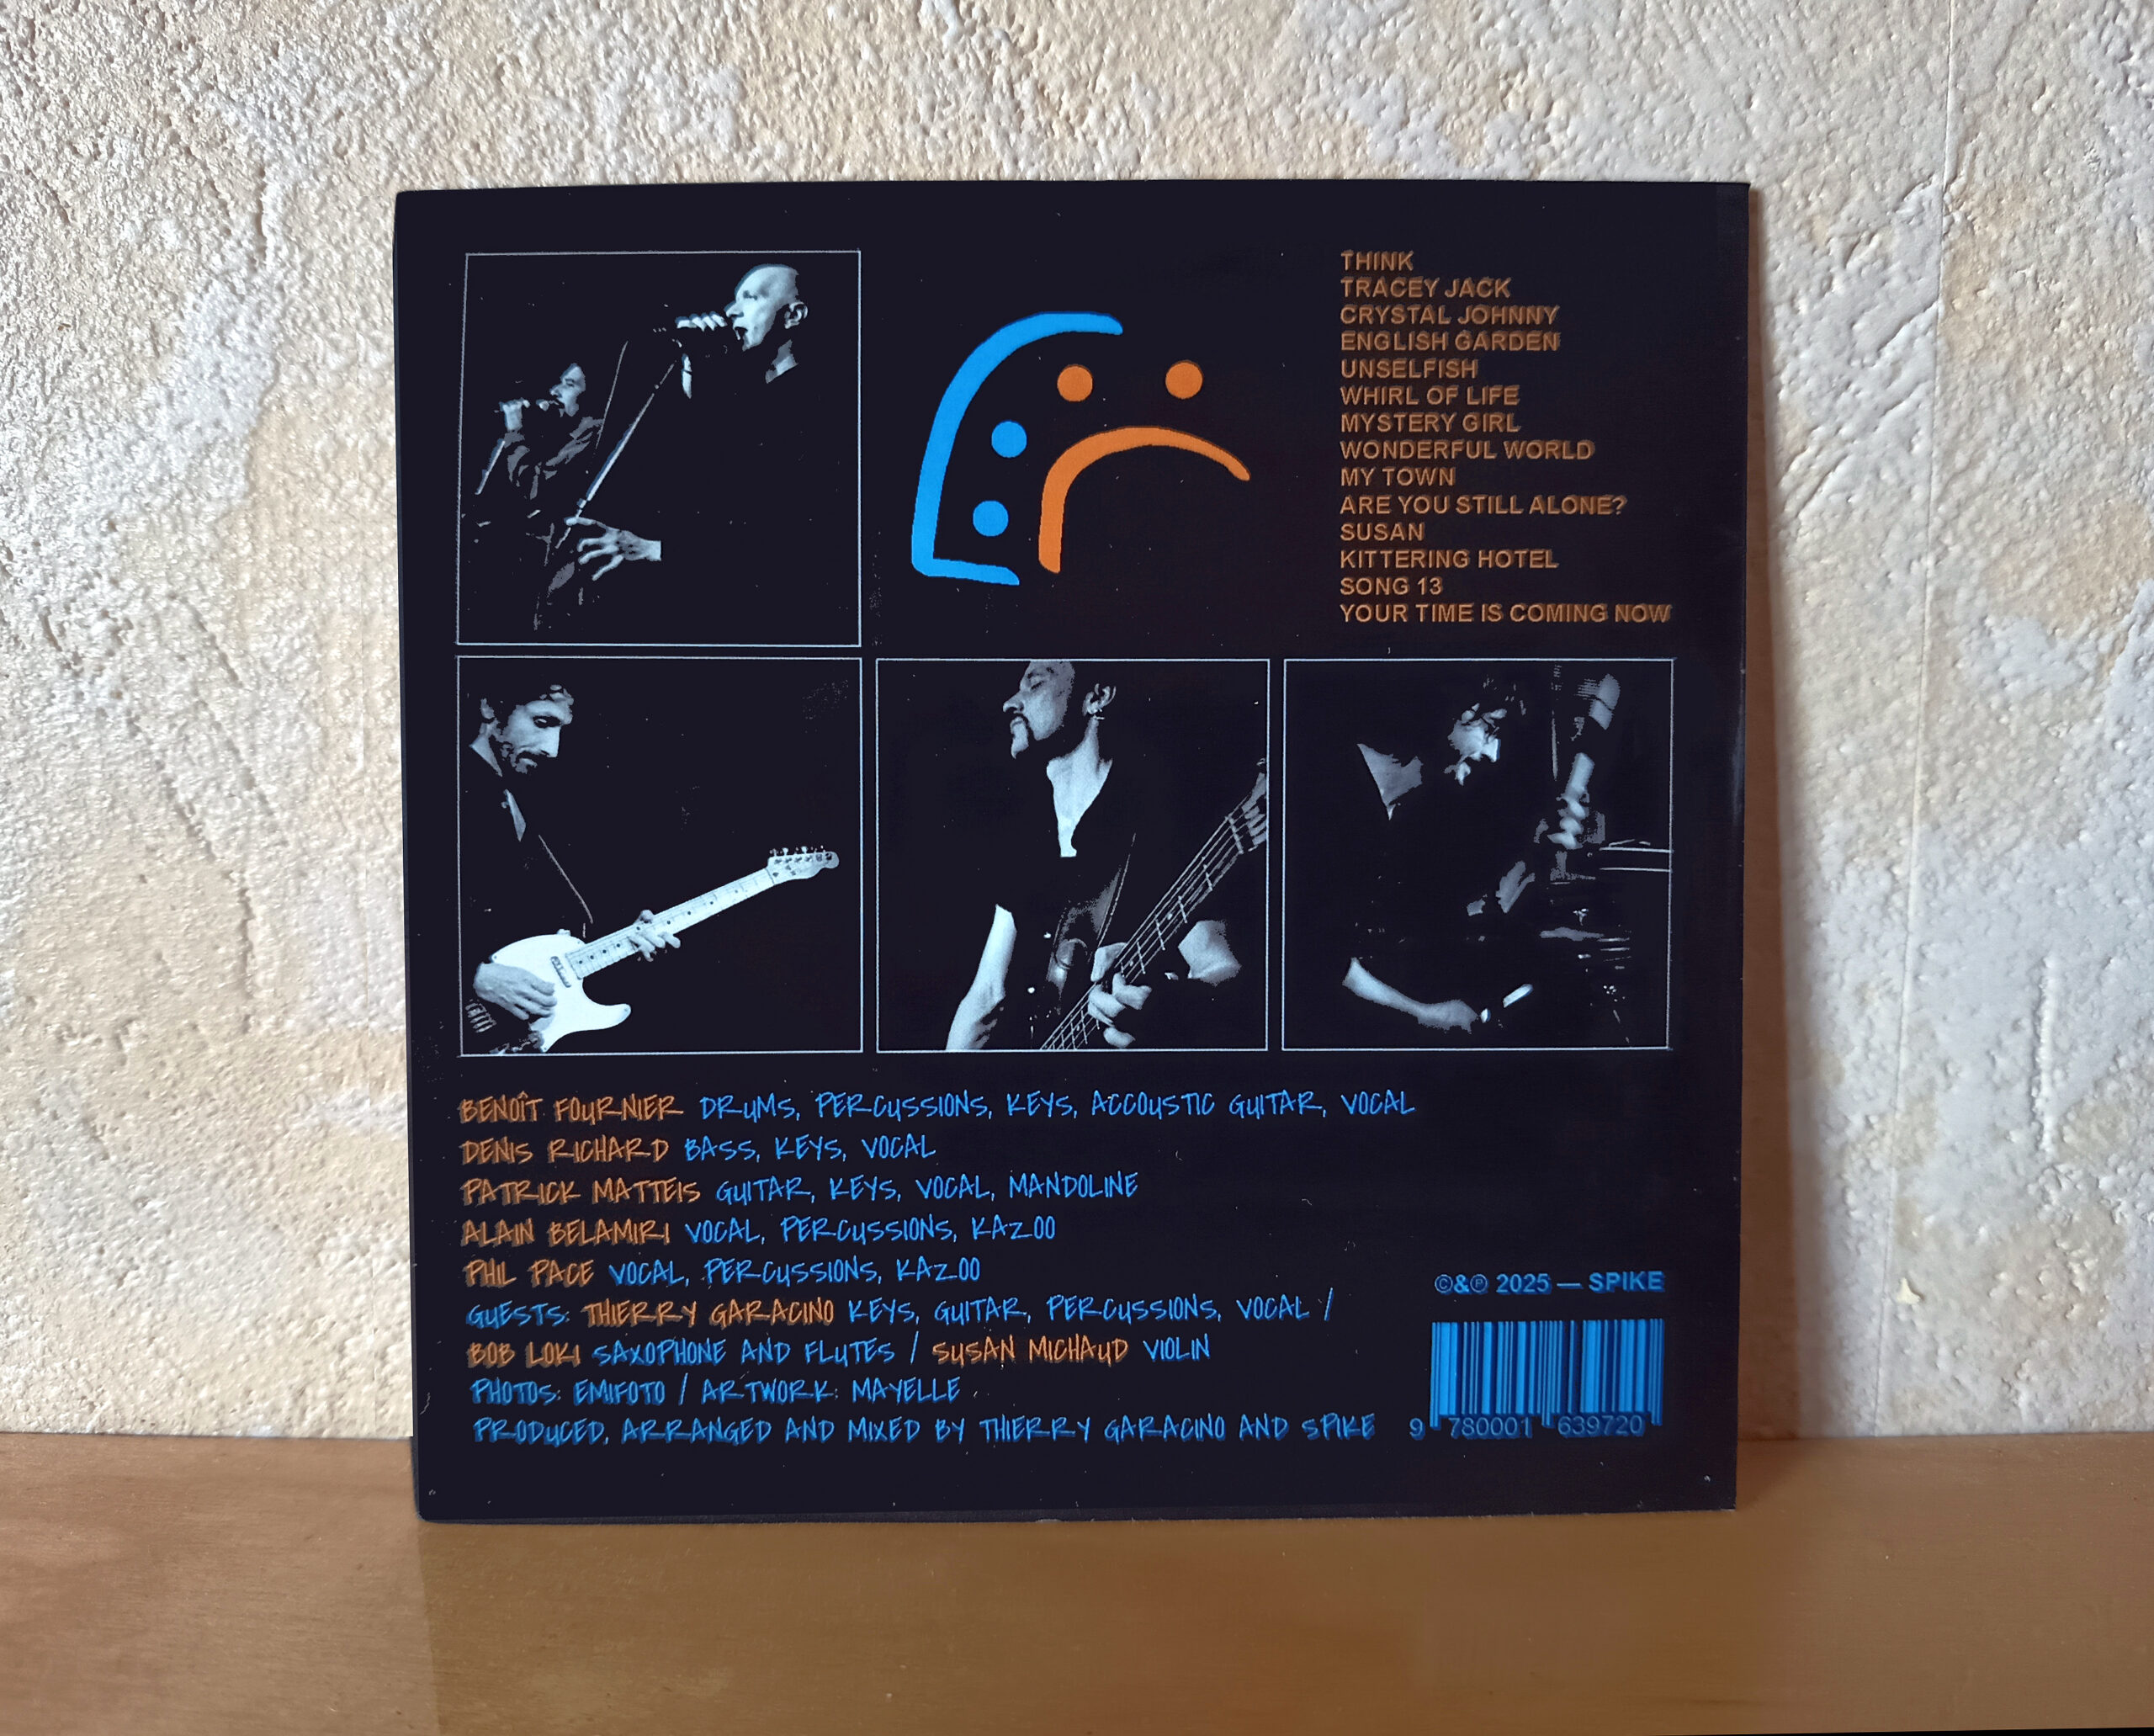 THINK
TRACEY JACK
CRYSTAL JOHNNY
ENGLISH GARDEN
UNSELFISH
WHIRL OF LIFE
MYSTERY GIRL
WONDERFUL WORLD
MY TOWN
ARE YOU STILL ALONE?
SUSAN
KITTERING HOTEL
SONG 13
YOUR TIME IS COMING NOW
BENOÎT FOURNIER DRUMS, PERCUSSIONS, KEYS, ACCOUSTIC GUITAR, VOCAL
DENIS RICHARD BASS, KEYS, VOCAL
PATRICK MATTEIS GUITAR, KEYS, VOCAL, MANDOLINE
ALAIN BELAMIRI VOCAL, PERCUSSIONS, KAZOO
PHIL PACE VOCAL, PERCUSSIONS, KAZOO
GUESTS: THIERRY GARACINO KEYS, GUITAR, PERCUSSIONS, VOCAL /
BOB LOKI SAXOPHONE AND FLUTES / SUSAN MICHAUD VIOLIN
PHOTOS: EMIFOTO / ARTWORK: MAYELLE
PRODUCED, ARRANGED AND MIXED BY THIERRY GARACINO AND SPIKE
©&℗ 2025 — SPIKE
9 780001 639720